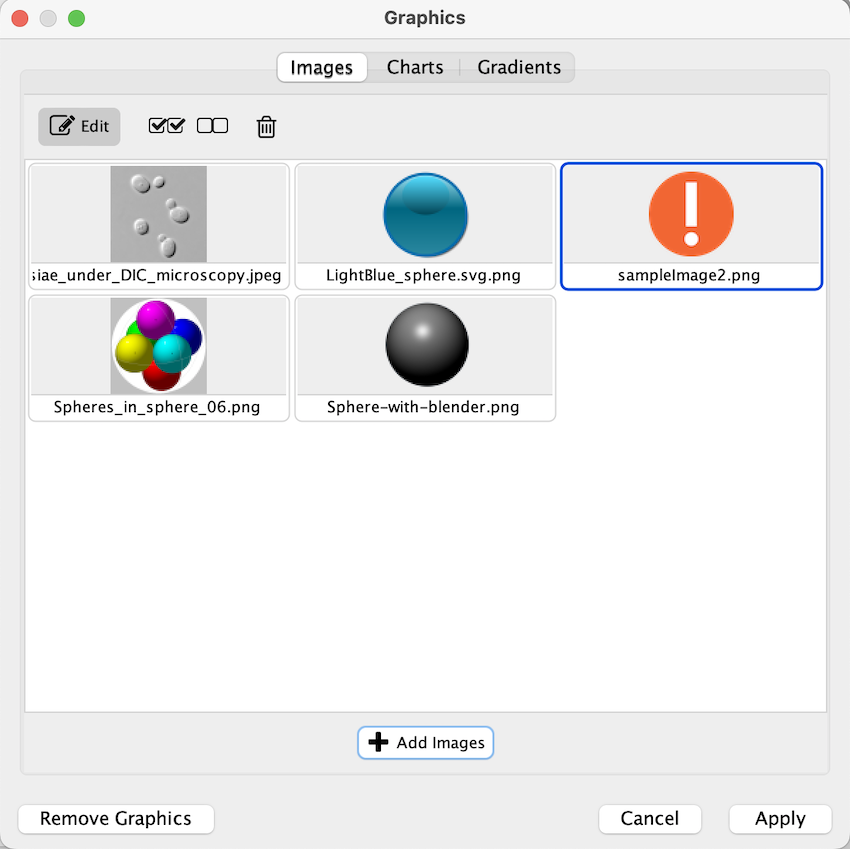 Graphics
Images Charts Gradients
Edit
siae_under_DIC_microscopy.jpeg LightBlue_sphere.svg.png sampleImage2.png
Spheres_in_sphere_06.png Sphere-with-blender.png
Add Images
Remove Graphics Cancel Apply